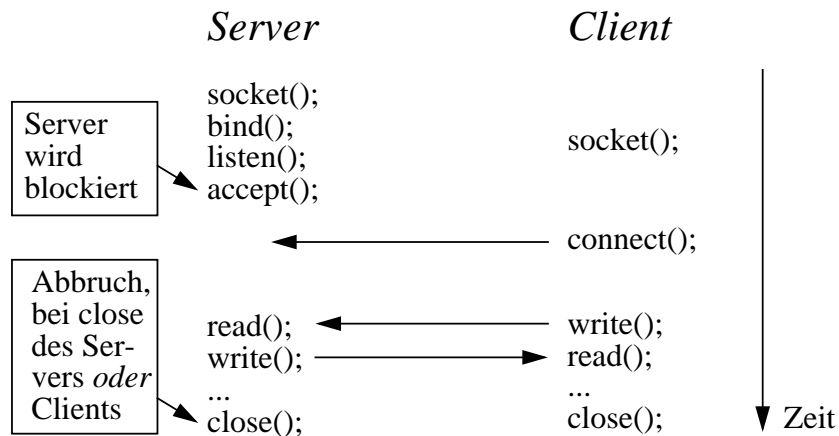 Server
Client
socket();
bind();
listen();
accept();
Server
wird
blockiert
socket();
connect();
Abbruch,
bei close
des Ser-
vers oder
Clients
read();
write();
...
close();
write();
read();
...
close();
Zeit